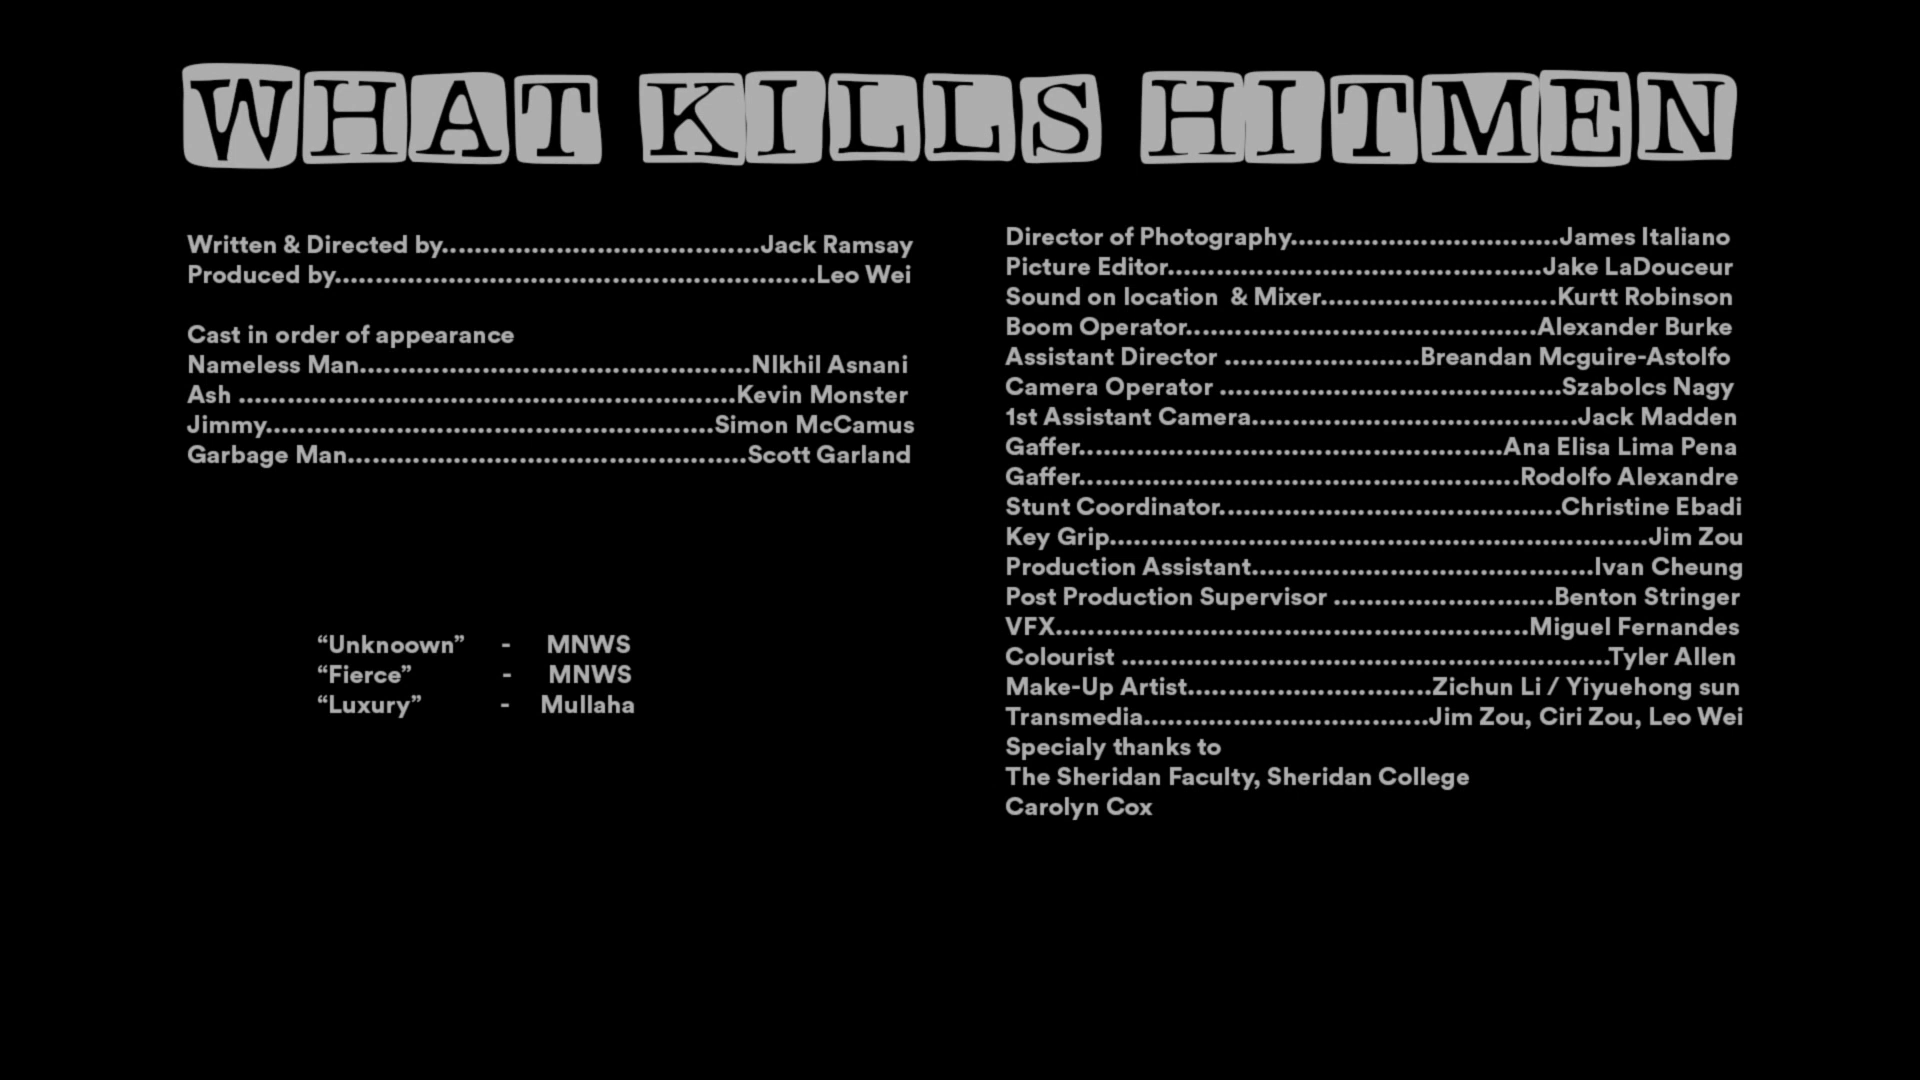 WHAT KILLS HITMEN
Written & Directed by.......................................Jack Ramsay
Produced by...........................................................Leo Wei
Cast in order of appearance
Nameless Man................................................NIkhil Asnani
Ash .............................................................Kevin Monster
Jimmy.......................................................Simon McCamus
Garbage Man.................................................Scott Garland
“Unknoown” - MNWS
“Fierce” - MNWS
“Luxury” - Mullaha
Director of Photography.................................James Italiano
Picture Editor..............................................Jake LaDouceur
Sound on location & Mixer.............................Kurtt Robinson
Boom Operator...........................................Alexander Burke
Assistant Director ........................Breandan Mcguire-Astolfo
Camera Operator ..........................................Szabolcs Nagy
1st Assistant Camera........................................Jack Madden
Gaffer....................................................Ana Elisa Lima Pena
Gaffer......................................................Rodolfo Alexandre
Stunt Coordinator.........................................Christine Ebadi
Key Grip..................................................................Jim Zou
Production Assistant..........................................Ivan Cheung
Post Production Supervisor ...........................Benton Stringer
VFX..........................................................Miguel Fernandes
Colourist ............................................................Tyler Allen
Make-Up Artist..............................Zichun Li / Yiyuehong sun
Transmedia...................................Jim Zou, Ciri Zou, Leo Wei
Specialy thanks to
The Sheridan Faculty, Sheridan College
Carolyn Cox